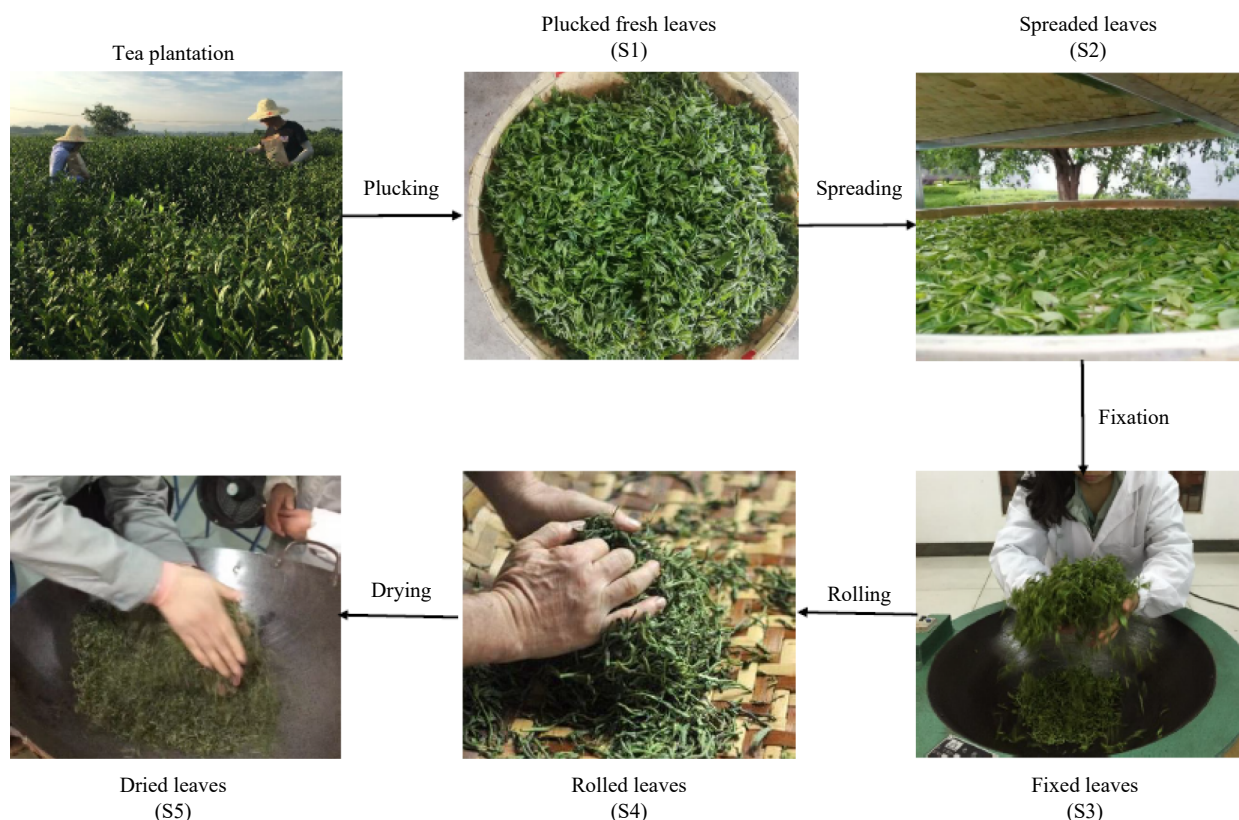 Tea plantation
Plucked fresh leaves
(S1)
Spreaded leaves
(S2)
Plucking
Spreading
Fixation
Drying
Rolling
Dried leaves
(S5)
Rolled leaves
(S4)
Fixed leaves
(S3)